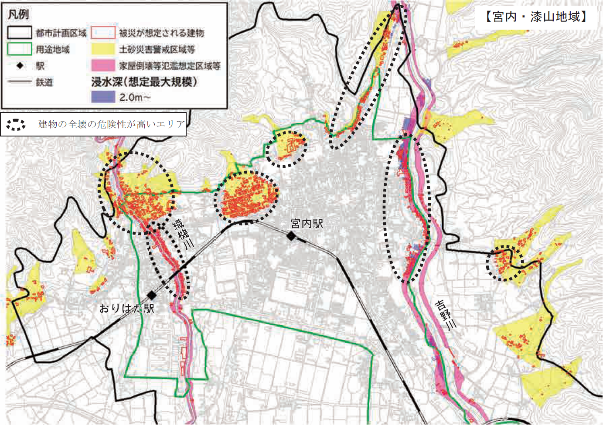 【宮内・漆山地域】
凡例
都市計画区域
用途地域
駅
鉄道
被災が想定される建物
土砂災害警戒区域等
家屋倒壊等氾濫想定区域等
浸水深(想定最大規模)
2.0m~
建物の全壊の危険性が高いエリア
宮内駅
おりはた駅
吉野川